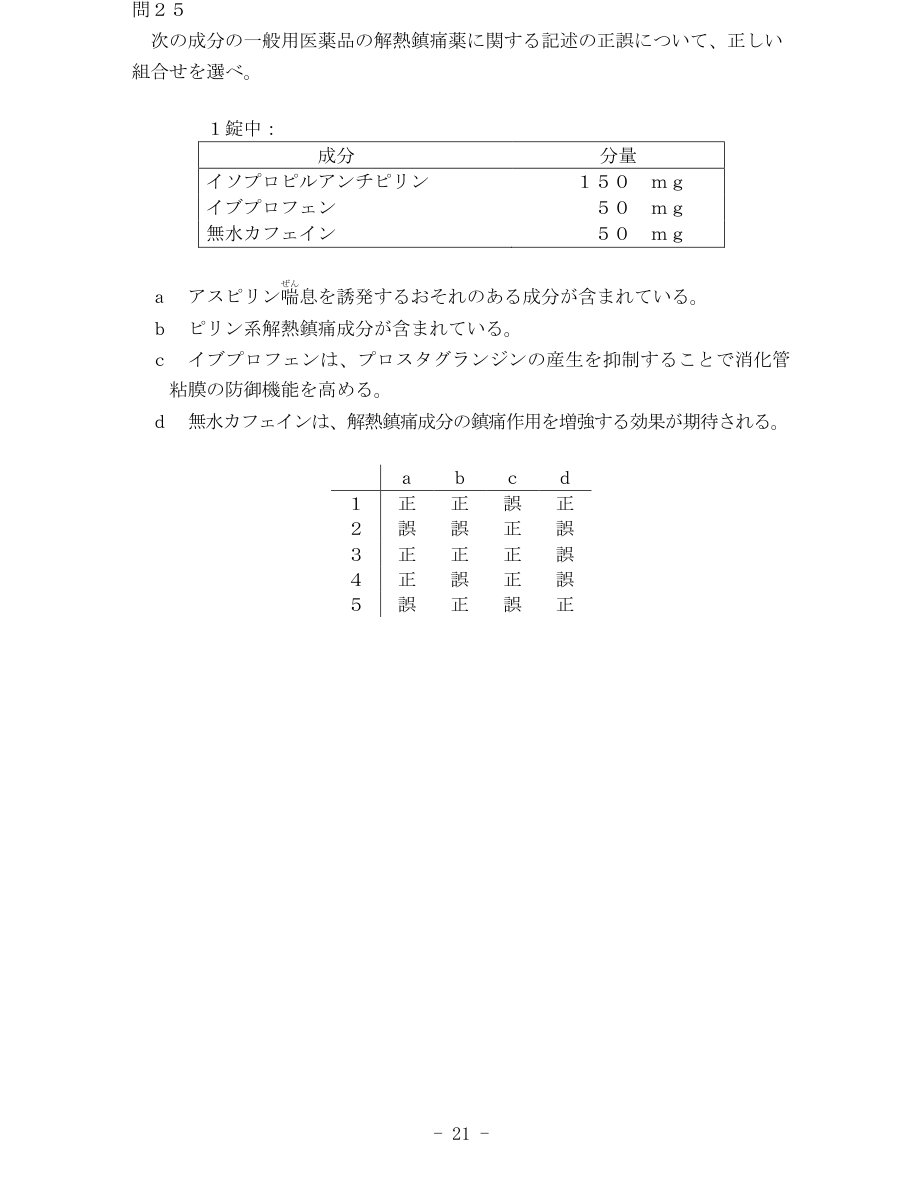 問２５
次の成分の一般用医薬品の解熱鎮痛薬に関する記述の正誤について、正しい
組合せを選べ。
１錠中：
成分　分量
イソプロピルアンチピリン　１５０　ｍｇ
イブプロフェン　５０　ｍｇ
無水カフェイン　５０　ｍｇ
ぜん
ａ　アスピリン喘息を誘発するおそれのある成分が含まれている。
ｂ　ピリン系解熱鎮痛成分が含まれている。
ｃ　イブプロフェンは、プロスタグランジンの産生を抑制することで消化管
粘膜の防御機能を高める。
ｄ　無水カフェインは、解熱鎮痛成分の鎮痛作用を増強する効果が期待される。
ａ　ｂ　ｃ　ｄ
１　正　正　誤　正
２　誤　誤　正　誤
３　正　正　正　誤
４　正　誤　正　誤
５　誤　正　誤　正
- 21 -